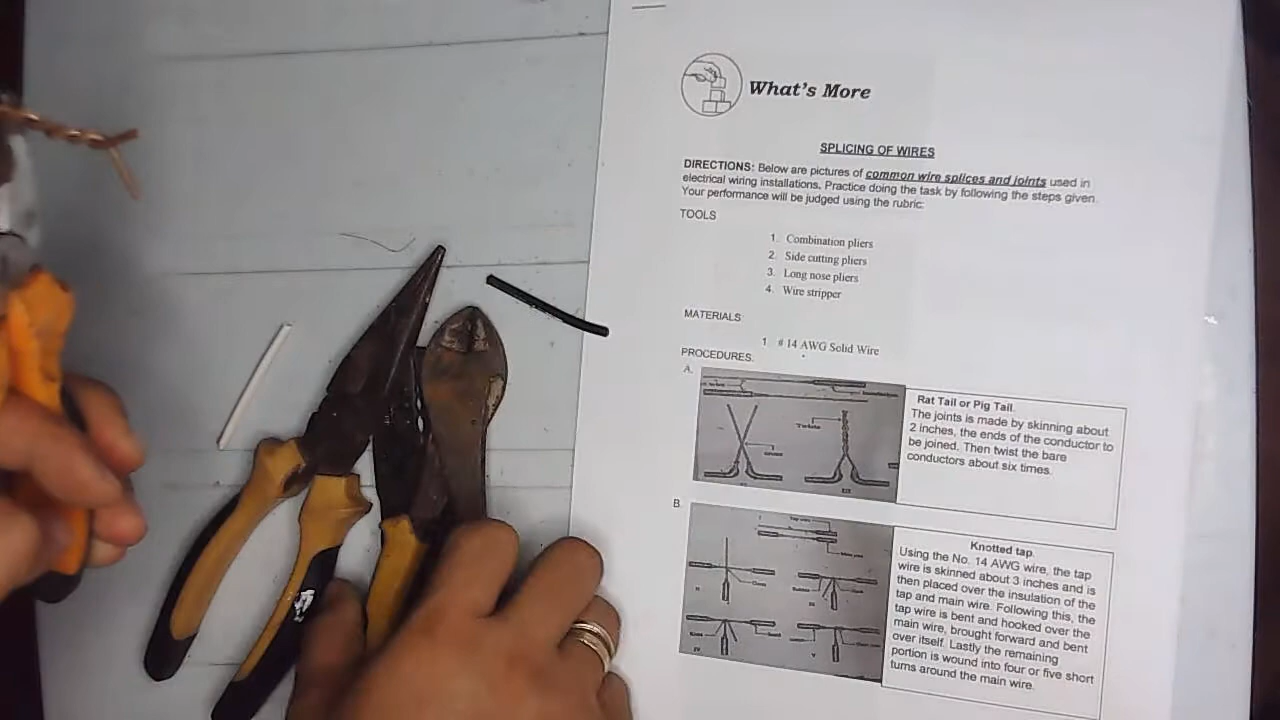 What's More
SPLICING OF WIRES
DIRECTIONS: Below are pictures of common wire splices and joints used in
electrical wiring installations. Practice doing the task by following the steps given.
Your performance will be judged using the rubric:
TOOLS
1. Combination pliers
2. Side cutting pliers
3. Long nose pliers
4. Wire stripper
MATERIALS:
1. # 14 AWG Solid Wire
PROCEDURES:
A.
Rat Tail or Pig Tail.
The joints is made by skinning about
2 inches, the ends of the conductor to
be joined. Then twist the bare
conductors about six times.
B.
Knotted tap.
Using the No. 14 AWG wire, the tap
wire is skinned about 3 inches and is
then placed over the insulation of the
tap and main wire. Following this, the
tap wire is bent and hooked over the
main wire, brought forward and bent
over itself. Lastly the remaining
portion is wound into four or five short
turns around the main wire.